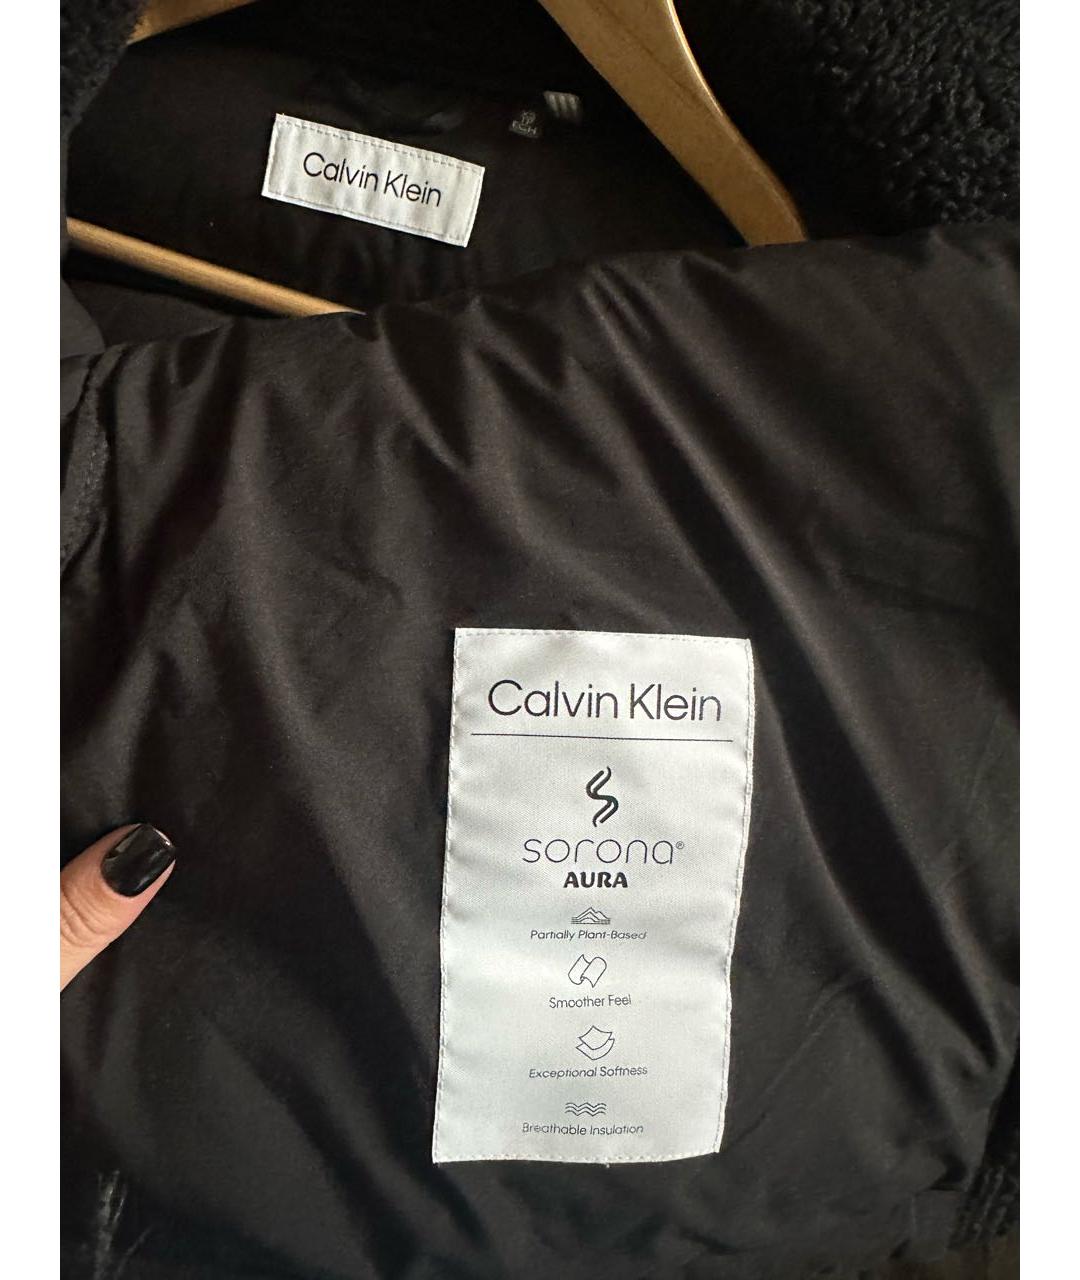 Calvin Klein
Calvin Klein
sorona®
AURA
Partially Plant-Based
Smoother Feel
Exceptional Softness
Breathable Insulation